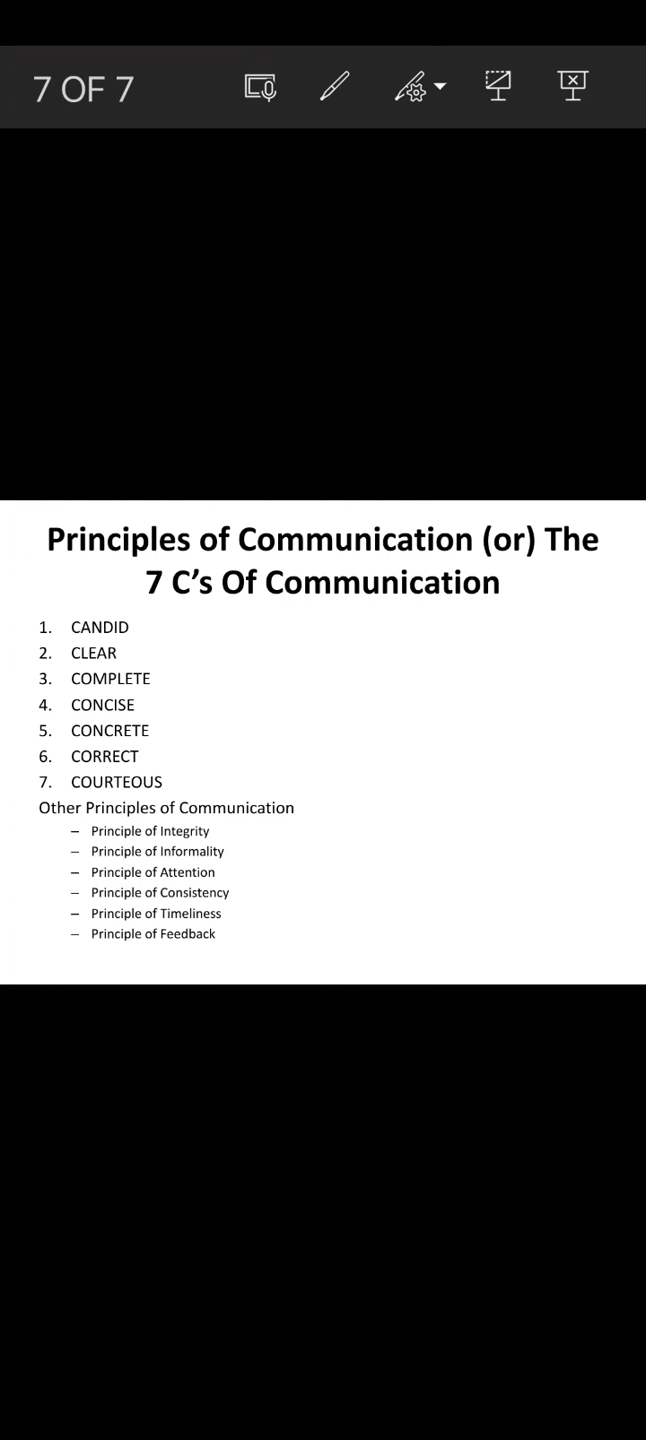 7 OF 7
Principles of Communication (or) The
7 C’s Of Communication
1. CANDID
2. CLEAR
3. COMPLETE
4. CONCISE
5. CONCRETE
6. CORRECT
7. COURTEOUS
Other Principles of Communication
– Principle of Integrity
– Principle of Informality
– Principle of Attention
– Principle of Consistency
– Principle of Timeliness
– Principle of Feedback